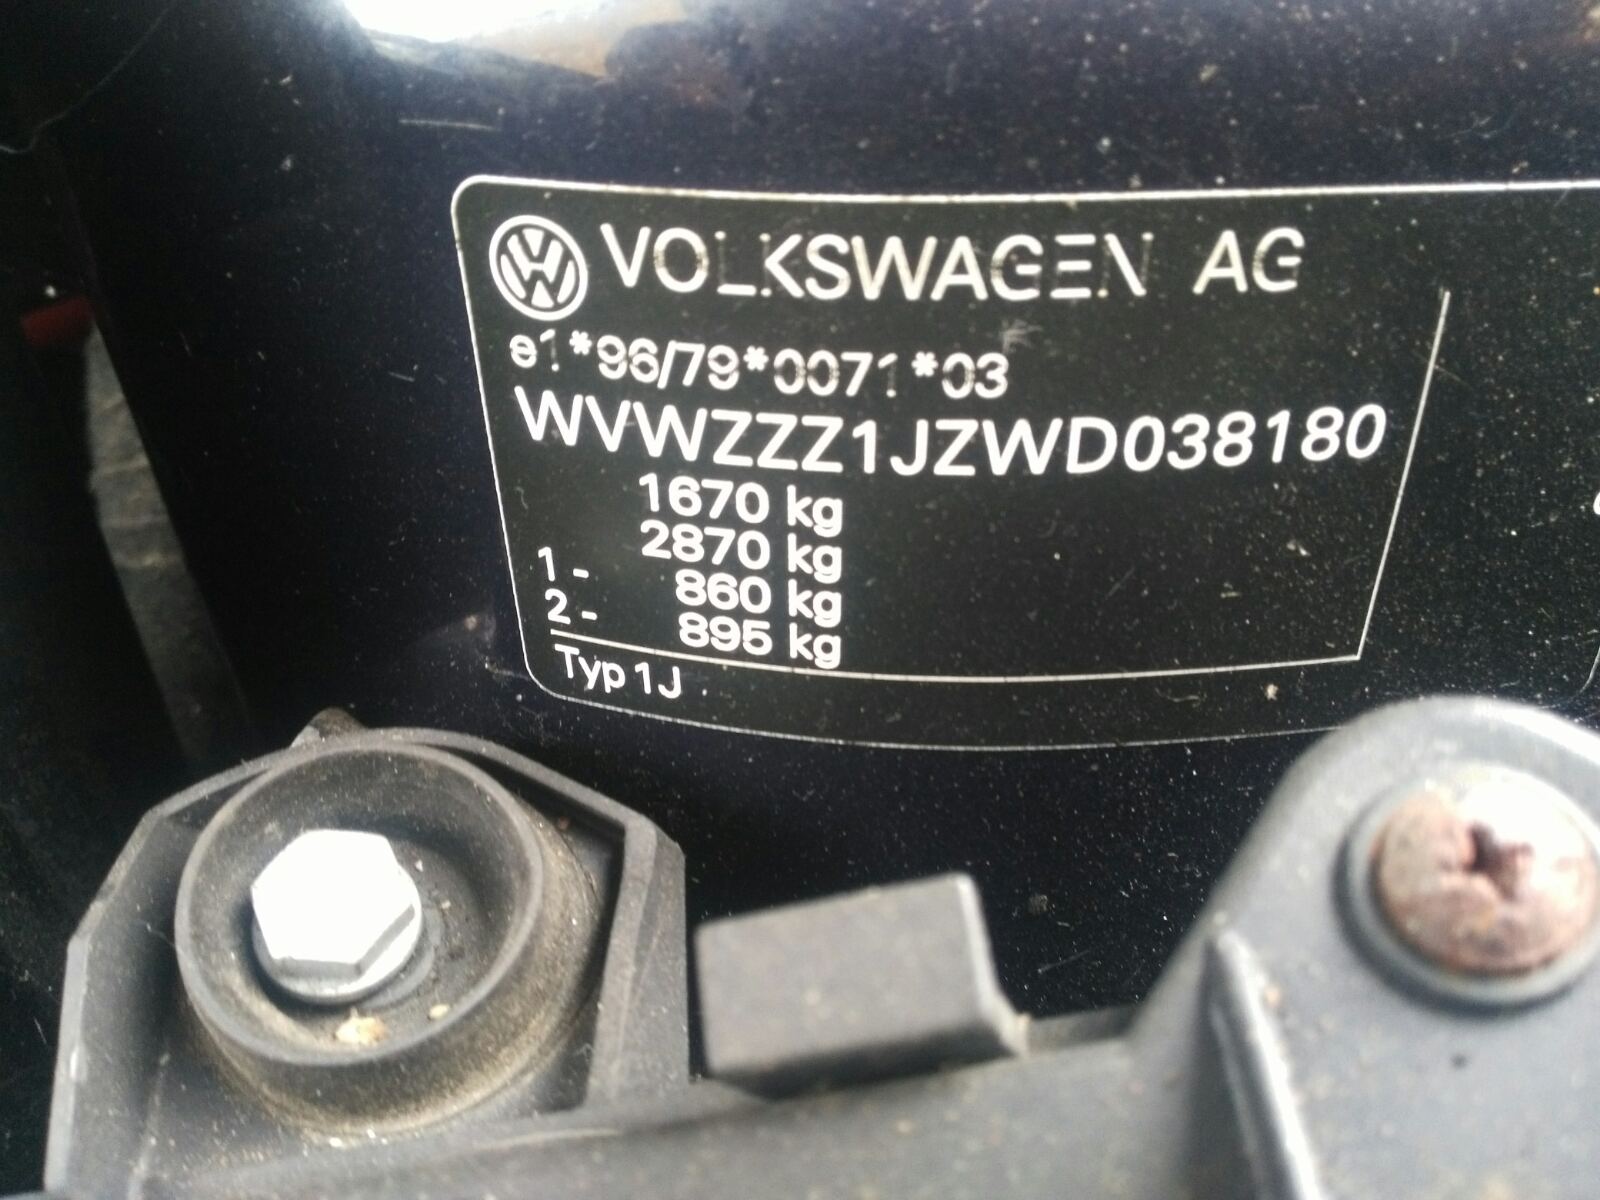 VOLKSWAGEN AG
e1*96/79*0071*03
WVWZZZ1JZWD038180
1670 kg
2870 kg
1- 860 kg
2- 895 kg
Typ 1J